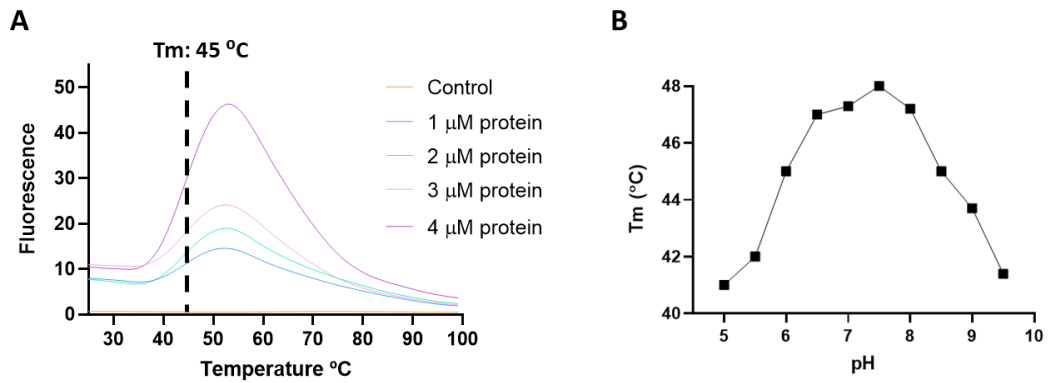 A
Tm: 45 ⁰C
Fluorescence
50
40
30
20
10
0
30 40 50 60 70 80 90 100
Temperature ºC
Control
1 μM protein
2 μM protein
3 μM protein
4 μM protein
B
Tm (°C)
48
46
44
42
40
5 6 7 8 9 10
pH